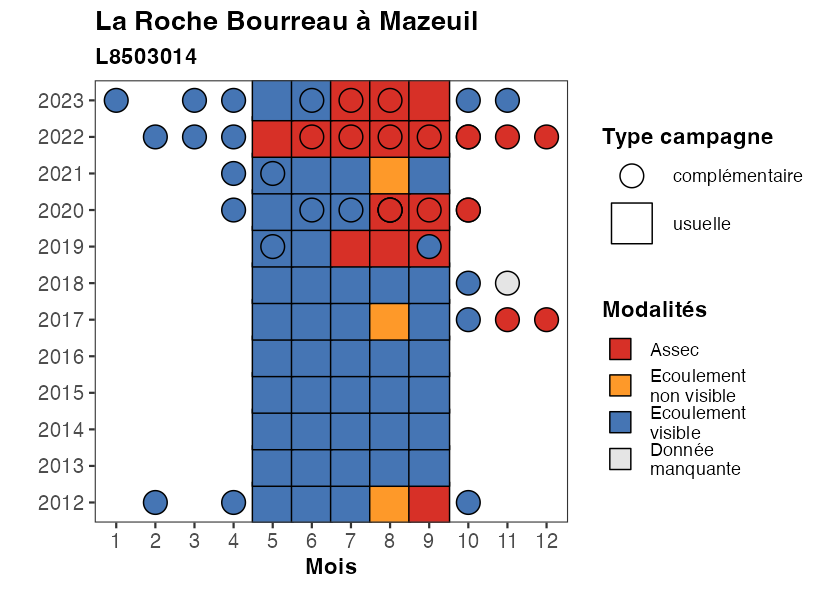 La Roche Bourreau à Mazeuil
L8503014
2023
2022
2021
2020
2019
2018
2017
2016
2015
2014
2013
2012
1 2 3 4 5 6 7 8 9 10 11 12
Mois
Type campagne
complémentaire
usuelle
Modalités
Assec
Ecoulement
non visible
Ecoulement
visible
Donnée
manquante